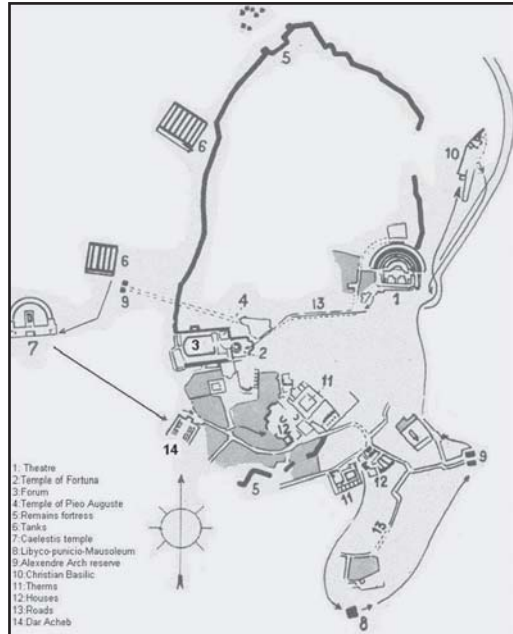 5
6
10
6
9
4
13
1
7
3
2
11
12
14
9
12
11
5
13
8
1: Theatre
2:Temple of Fortuna
3:Forum
4:Temple of Pieo Auguste
5:Remains fortress
6:Tanks
7:Caelestis temple
8:Libyco-punicio-Mausoleum
9:Alexendre Arch reserve
10:Christian Basilic
11:Therms
12:Houses
13:Roads
14:Dar Acheb